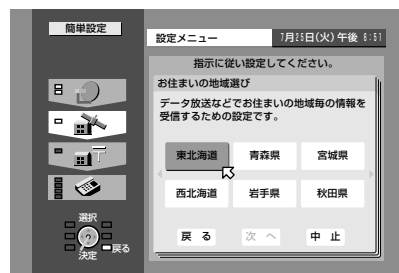 簡単設定
設定メニュー
7月25日(火)午後 6:51
指示に従い設定してください。
お住まいの地域選び
データ放送などでお住まいの地域毎の情報を
受信するための設定です。
東北海道 青森県 宮城県
西北海道 岩手県 秋田県
戻 る 次 へ 中 止
選択
戻る
決定